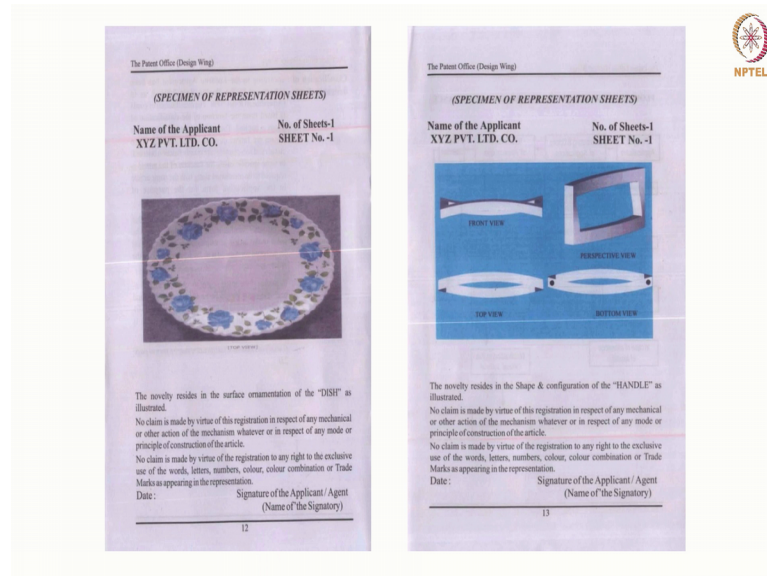 NPTEL
The Patent Office (Design Wing)
(SPECIMEN OF REPRESENTATION SHEETS)
Name of the Applicant
XYZ PVT. LTD. CO.
No. of Sheets-1
SHEET No. -1
The novelty resides in the surface ornamentation of the "DISH" as
illustrated.
No claim is made by virtue of this registration in respect of any mechanical
or other action of the mechanism whatever or in respect of any mode or
principle of construction of the article.
No claim is made by virtue of the registration to any right to the exclusive
use of the words, letters, numbers, colour, colour combination or Trade
Marks as appearing in the representation.
Date :
Signature of the Applicant / Agent
(Name of the Signatory)
12
The Patent Office (Design Wing)
(SPECIMEN OF REPRESENTATION SHEETS)
Name of the Applicant
XYZ PVT. LTD. CO.
No. of Sheets-1
SHEET No. -1
FRONT VIEW
PERSPECTIVE VIEW
TOP VIEW
BOTTOM VIEW
The novelty resides in the Shape & configuration of the "HANDLE" as
illustrated.
No claim is made by virtue of this registration in respect of any mechanical
or other action of the mechanism whatever or in respect of any mode or
principle of construction of the article.
No claim is made by virtue of the registration to any right to the exclusive
use of the words, letters, numbers, colour, colour combination or Trade
Marks as appearing in the representation.
Date :
Signature of the Applicant / Agent
(Name of the Signatory)
13